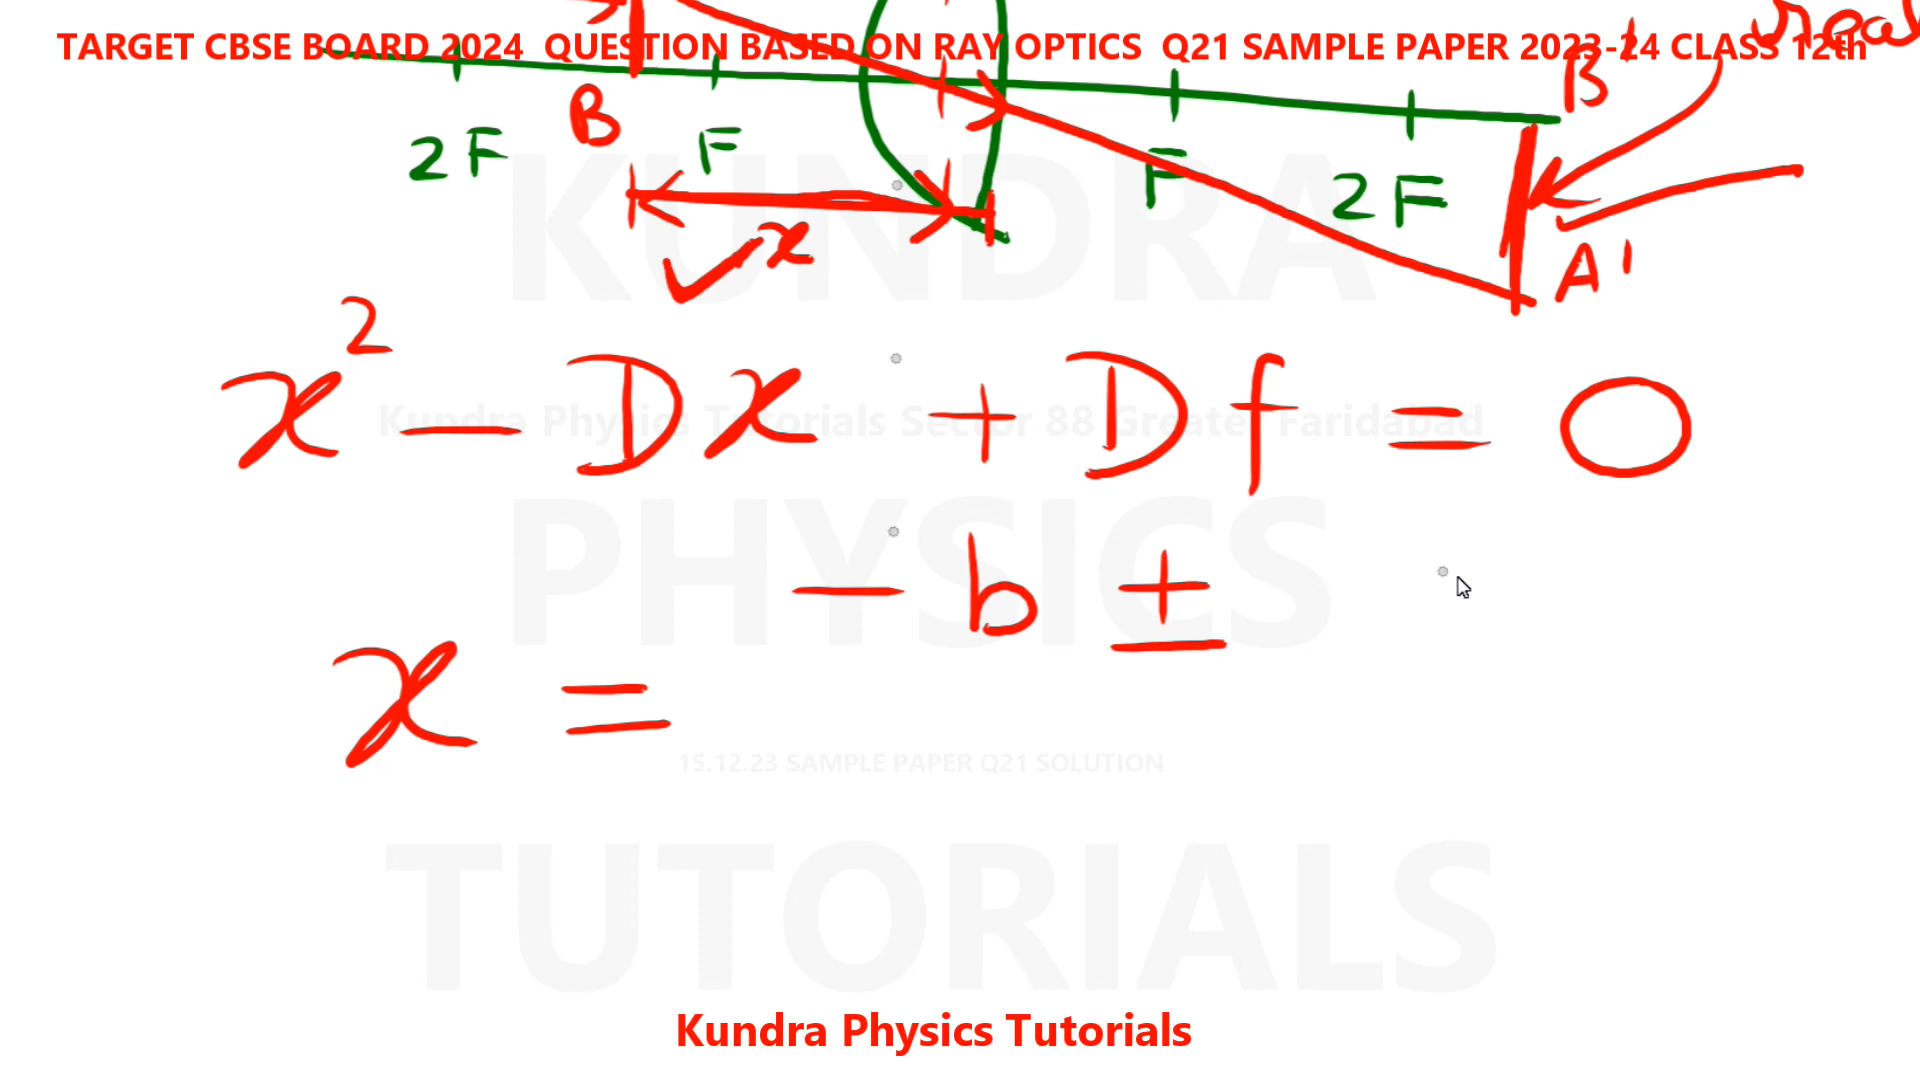 TARGET CBSE BOARD 2024 QUESTION BASED ON RAY OPTICS Q21 SAMPLE PAPER 2023-24 CLASS 12th
B'
B
2F
F
F
2F
x
A'
KUNDRA
x² - Dx + Df = 0
Kundra Physics Tutorials Sector 88 Greater Faridabad
PHYSICS
x = - b ±
15.12.23 SAMPLE PAPER Q21 SOLUTION
TUTORIALS
Kundra Physics Tutorials